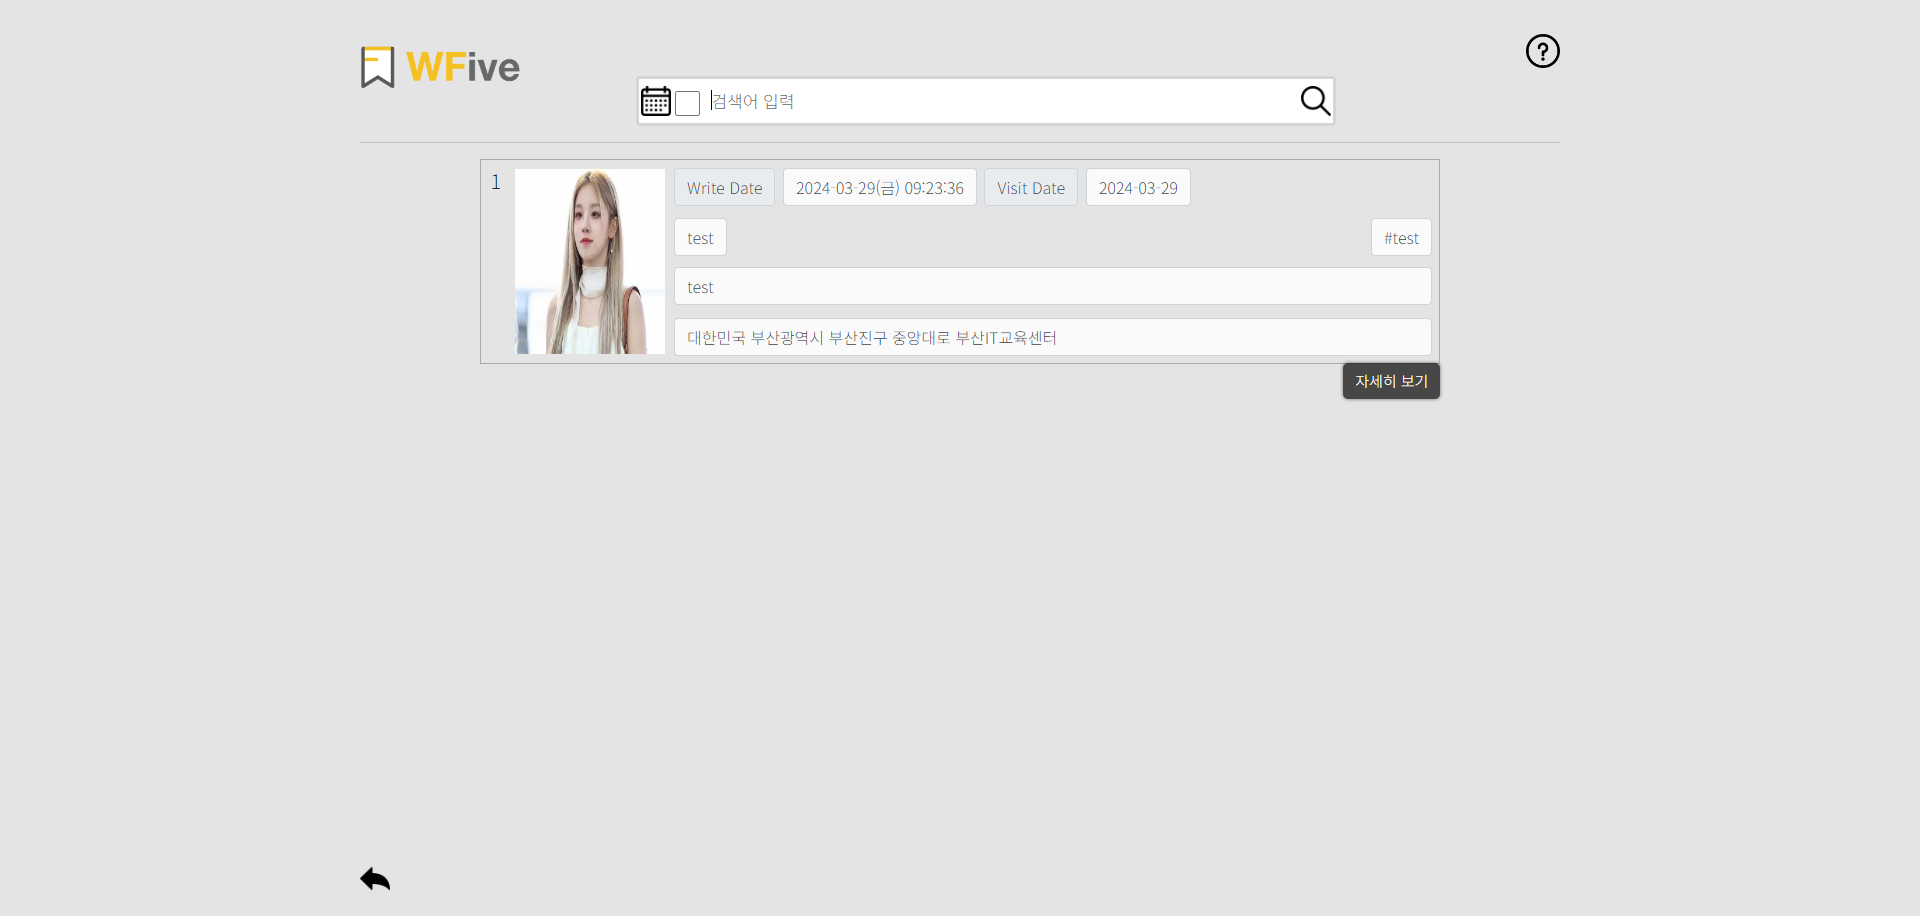 WFive
검색어 입력
1
Write Date 2024-03-29(금) 09:23:36 Visit Date 2024-03-29
test #test
test
대한민국 부산광역시 부산진구 중앙대로 부산IT교육센터
자세히 보기